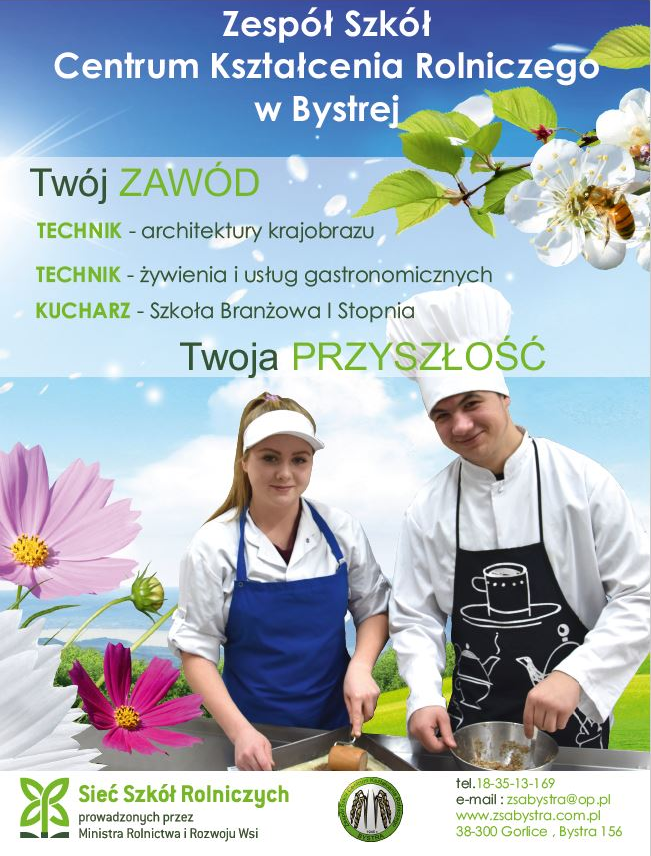 Zespół Szkół
Centrum Kształcenia Rolniczego
w Bystrej
Twój ZAWÓD
TECHNIK - architektury krajobrazu
TECHNIK - żywienia i usług gastronomicznych
KUCHARZ - Szkoła Branżowa I Stopnia
Twoja PRZYSZŁOŚĆ
Sieć Szkół Rolniczych
prowadzonych przez
Ministra Rolnictwa i Rozwoju Wsi
BYSTRA
tel.18-35-13-169
e-mail : zsabystra@op.pl
www.zsabystra.com.pl
38-300 Gorlice , Bystra 156